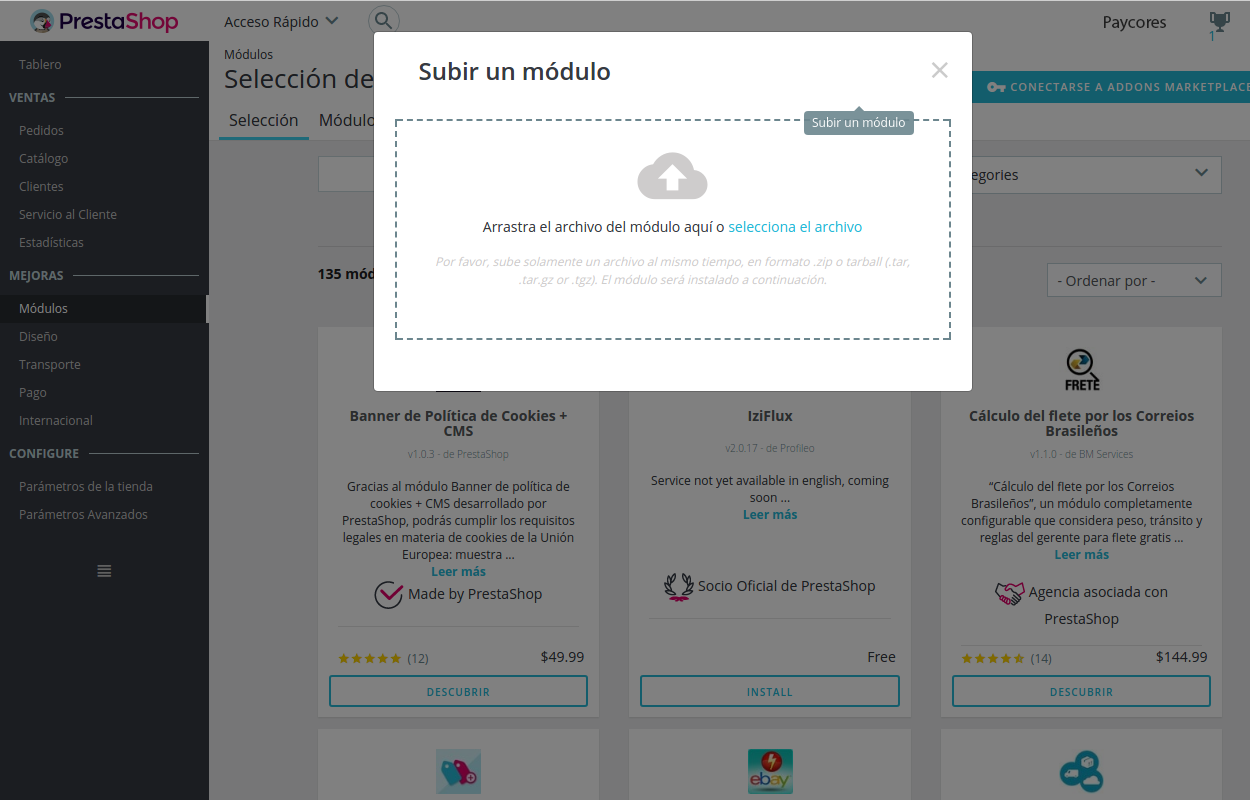 PrestaShop
Acceso Rápido
Paycores
1
Tablero
VENTAS
Pedidos
Catálogo
Clientes
Servicio al Cliente
Estadísticas
MEJORAS
Módulos
Diseño
Transporte
Pago
Internacional
CONFIGURE
Parámetros de la tienda
Parámetros Avanzados
Módulos
Selección de
CONECTARSE A ADDONS MARKETPLACE
Selección
Módulo
Subir un módulo
Subir un módulo
Arrastra el archivo del módulo aquí o selecciona el archivo
Por favor, sube solamente un archivo al mismo tiempo, en formato .zip o tarball (.tar,
.tar.gz or .tgz). El módulo será instalado a continuación.
egories
135 mód
- Ordenar por -
Banner de Política de Cookies +
CMS
v1.0.3 - de PrestaShop
Gracias al módulo Banner de política de
cookies + CMS desarrollado por
PrestaShop, podrás cumplir los requisitos
legales en materia de cookies de la Unión
Europea: muestra ...
Leer más
Made by PrestaShop
(12)
$49.99
DESCUBRIR
IziFlux
v2.0.17 - de Profileo
Service not yet available in english, coming
soon ...
Leer más
Socio Oficial de PrestaShop
Free
INSTALL
FRETE
Cálculo del flete por los Correios
Brasileños
v1.1.0 - de BM Services
“Cálculo del flete por los Correios
Brasileños”, un módulo completamente
configurable que considera peso, tránsito y
reglas del gerente para flete gratis ...
Leer más
Agencia asociada con
PrestaShop
(14)
$144.99
DESCUBRIR
ebay